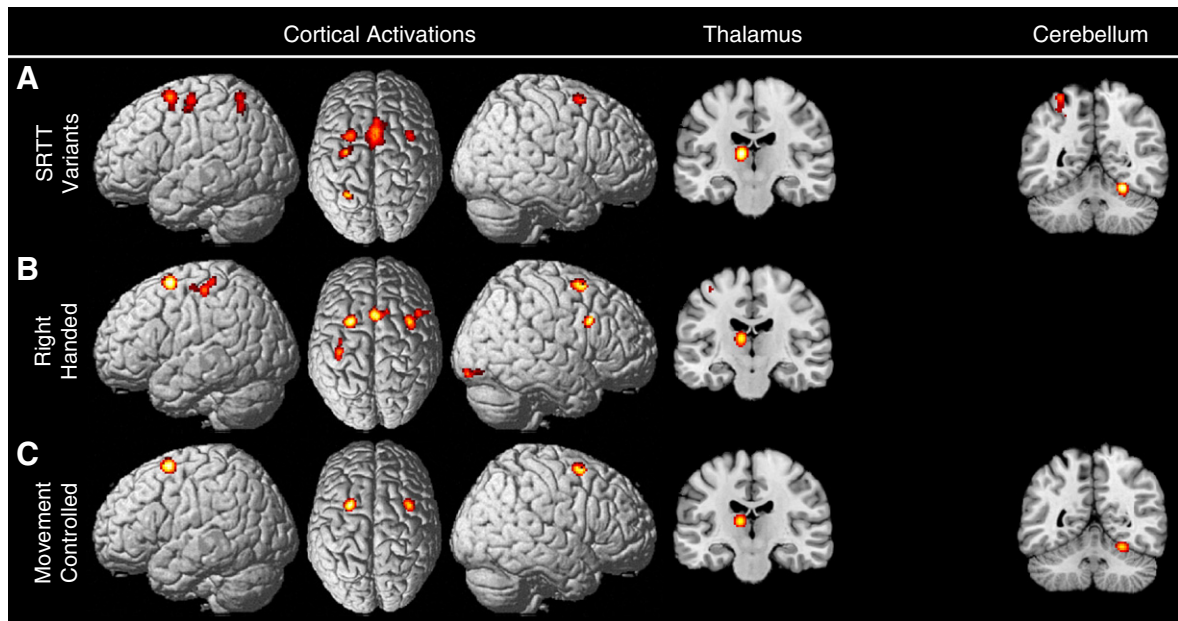 Cortical Activations Thalamus Cerebellum
A
SRTT
Variants
B
Right
Handed
C
Movement
Controlled